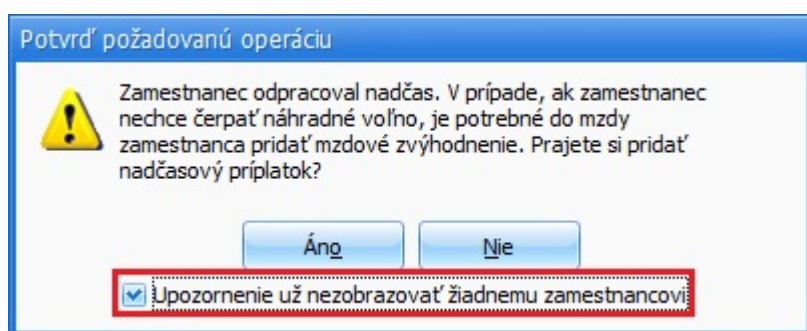 Potvrď požadovanú operáciu
Zamestnanec odpracoval nadčas. V prípade, ak zamestnanec
nechce čerpať náhradné voľno, je potrebné do mzdy
zamestnanca pridať mzdové zvýhodnenie. Prajete si pridať
nadčasový príplatok?
Áno Nie
Upozornenie už nezobrazovať žiadnemu zamestnancovi